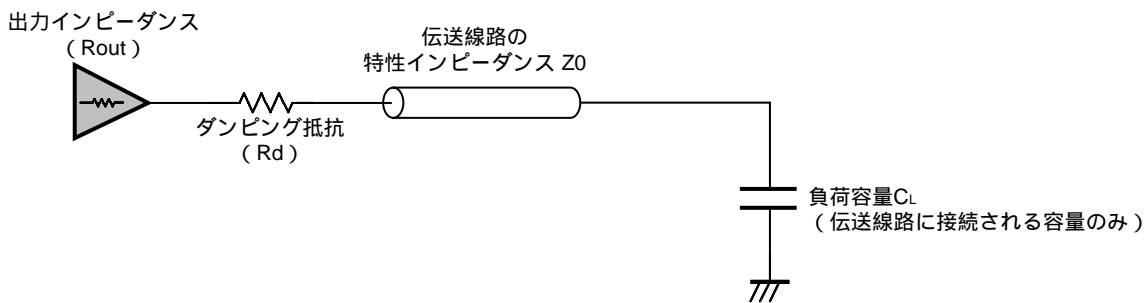 出力インピーダンス
（Rout）
伝送線路の
特性インピーダンス Z0
ダンピング抵抗
（Rd）
負荷容量CL
（伝送線路に接続される容量のみ）